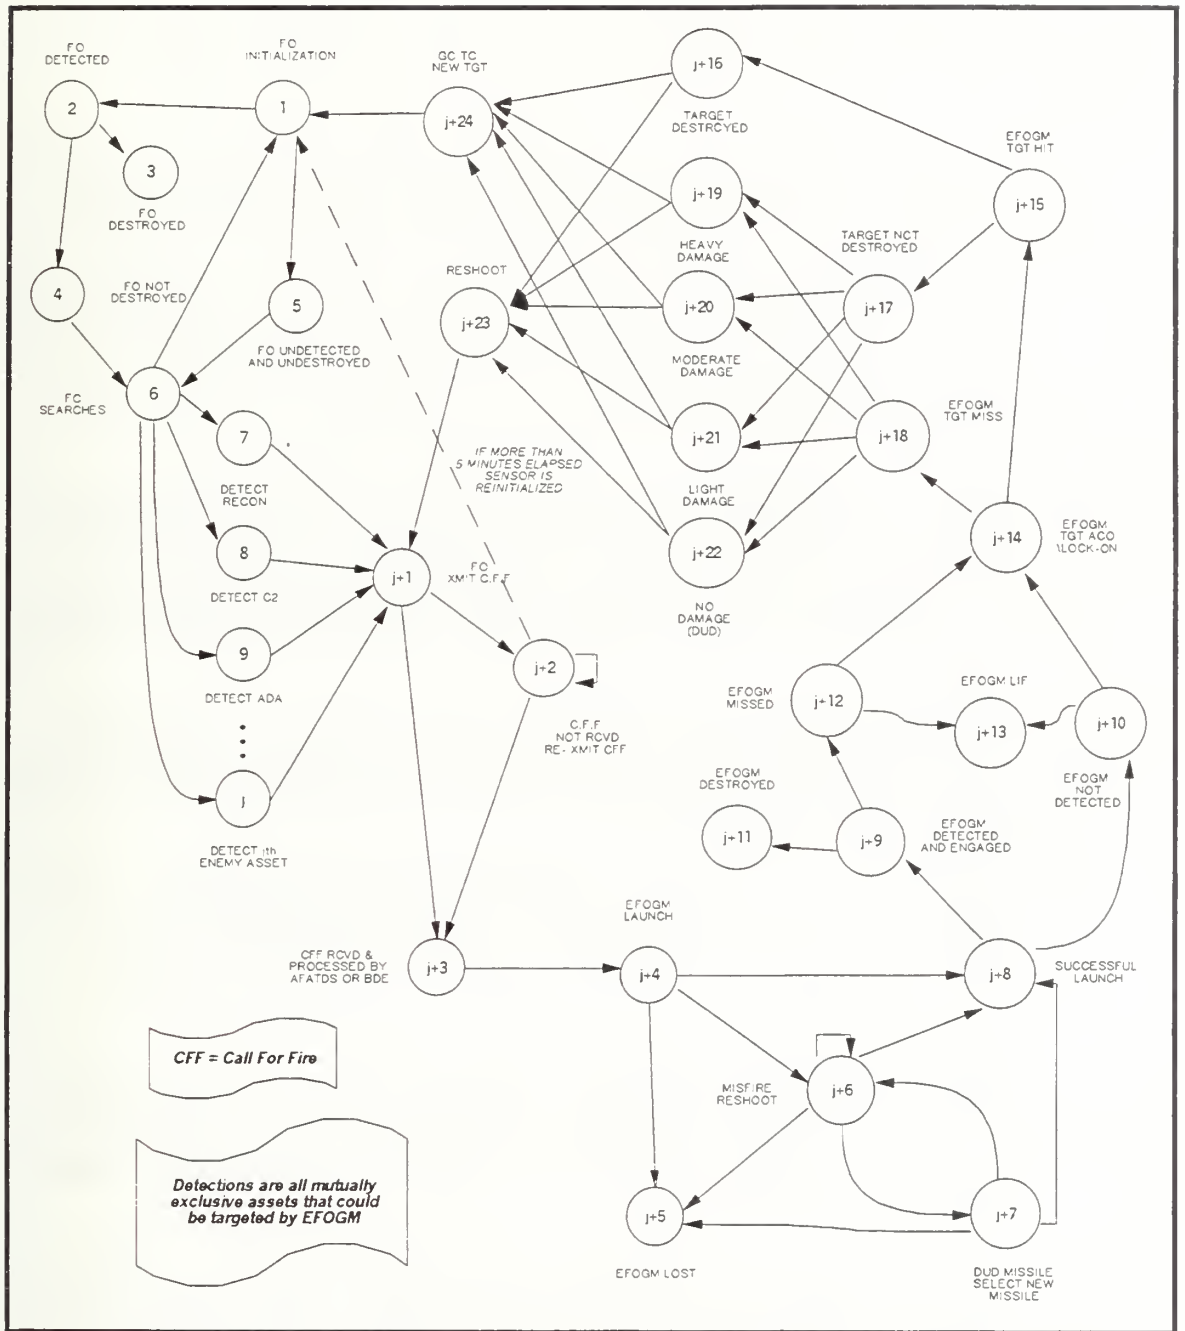 FO
DETECTED
FO
INITIALIZATION
GC TC
NEW TGT
j+16
TARGET
DESTRCYED
2
1
j+24
3
FO
DESTROYED
EFOGM
TGT HIT
j+15
j+19
HEAVY
DAMAGE
TARGET NCT
DESTROYED
4
FO NOT
DESTROYED
5
FO UNDETECTED
AND UNDESTROYED
RESHOOT
j+23
j+20
MODERATE
DAMAGE
j+17
FC
SEARCHES
6
7
DETECT
RECON
IF MORE THAN
5 MINUTES ELAPSED
SENSOR IS
REINITIALIZED
j+21
LIGHT
DAMAGE
j+18
EFOGM
TGT MISS
8
DETECT C2
j+1
FO
XMIT C.F.F
j+22
NO
DAMAGE
(DUD)
j+14
EFOGM
TGT ACO
\LOCK-ON
9
DETECT ADA
j+2
C.F.F
NOT RCVD
RE- XMIT CFF
EFOGM
MISSED
j+12
EFOGM LIF
j+13
j+10
EFOGM
NOT
DETECTED
j
DETECT jth
ENEMY ASSET
EFOGM
DESTROYED
j+11
j+9
EFOGM
DETECTED
AND ENGAGED
CFF RCVD &
PROCESSED BY
AFATDS OR BDE
j+3
EFOGM
LAUNCH
j+4
j+8
SUCCESSFUL
LAUNCH
CFF = Call For Fire
MISFIRE
RESHOOT
j+6
Detections are all mutually
exclusive assets that could
be targeted by EFOGM
j+5
EFOGM LOST
j+7
DUD MISSILE
SELECT NEW
MISSILE